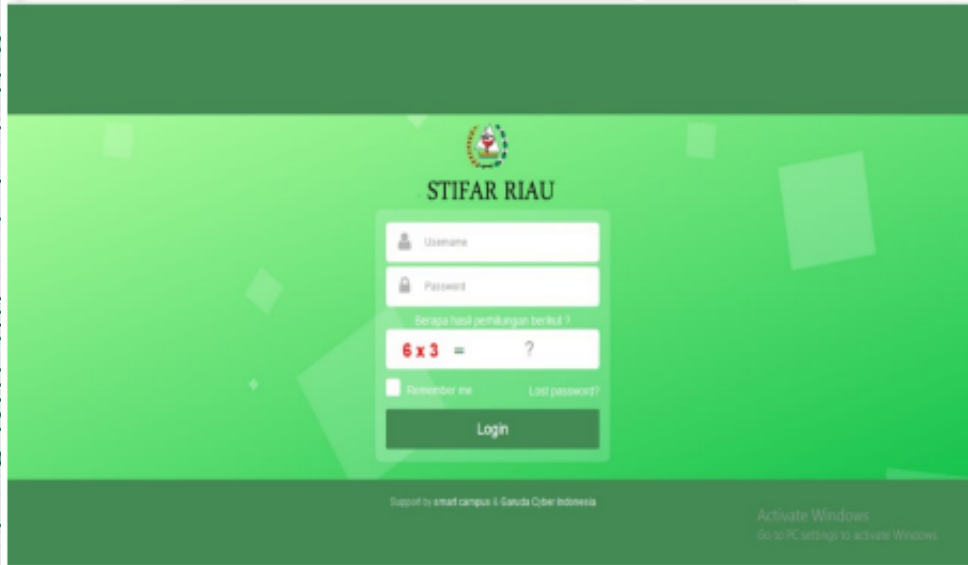 STIFAR RIAU
Username
Password
Berapa hasil perhitungan berikut ?
6 x 3 = ?
Remember me Lost password?
Login
Support by smart campus & Garuda Cyber Indonesia
Activate Windows
Go to PC settings to activate Windows.